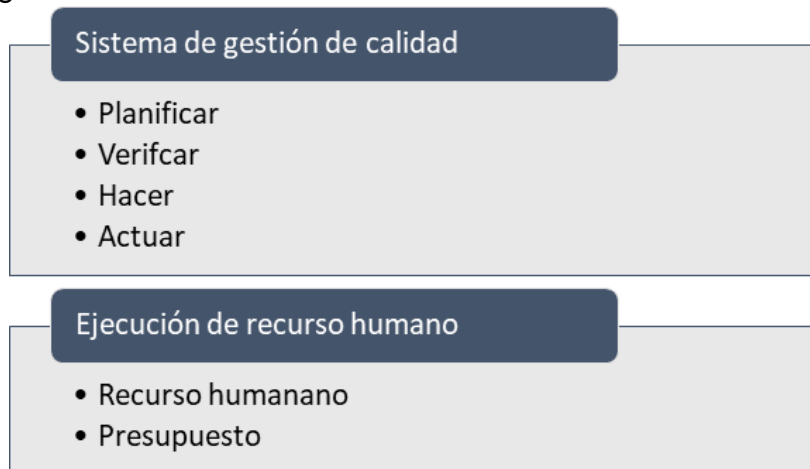 Sistema de gestión de calidad
• Planificar
• Verifcar
• Hacer
• Actuar
Ejecución de recurso humano
• Recurso humanano
• Presupuesto